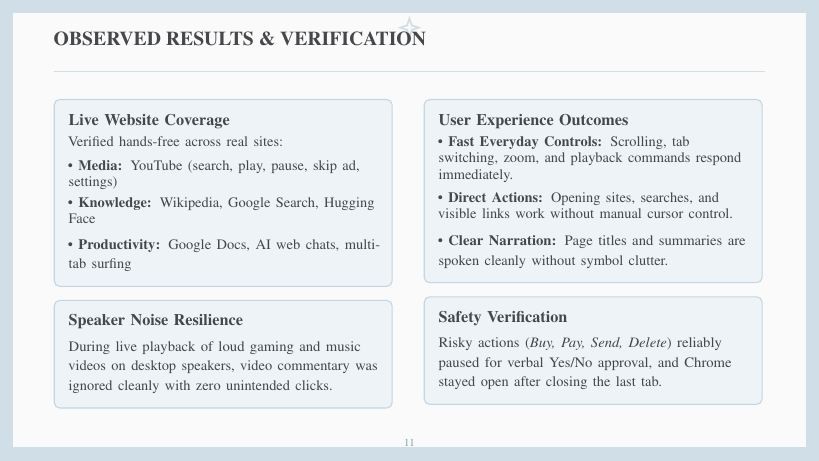 OBSERVED RESULTS & VERIFICATION
Live Website Coverage
Verified hands-free across real sites:
• Media: YouTube (search, play, pause, skip ad,
settings)
• Knowledge: Wikipedia, Google Search, Hugging
Face
• Productivity: Google Docs, AI web chats, multi-
tab surfing
Speaker Noise Resilience
During live playback of loud gaming and music
videos on desktop speakers, video commentary was
ignored cleanly with zero unintended clicks.
User Experience Outcomes
• Fast Everyday Controls: Scrolling, tab
switching, zoom, and playback commands respond
immediately.
• Direct Actions: Opening sites, searches, and
visible links work without manual cursor control.
• Clear Narration: Page titles and summaries are
spoken cleanly without symbol clutter.
Safety Verification
Risky actions (Buy, Pay, Send, Delete) reliably
paused for verbal Yes/No approval, and Chrome
stayed open after closing the last tab.
11